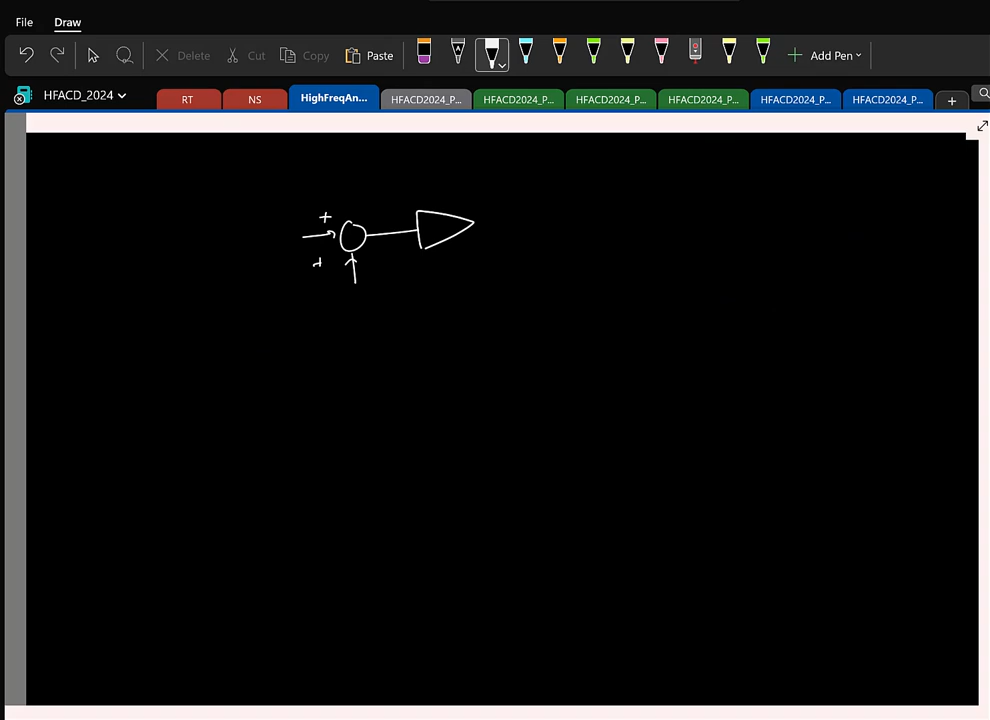 File Draw
Delete Cut Copy Paste A Add Pen
HFACD_2024 RT NS HighFreqAn... HFACD2024_P... HFACD2024_P... HFACD2024_P... HFACD2024_P... HFACD2024_P... HFACD2024_P... +
+
+